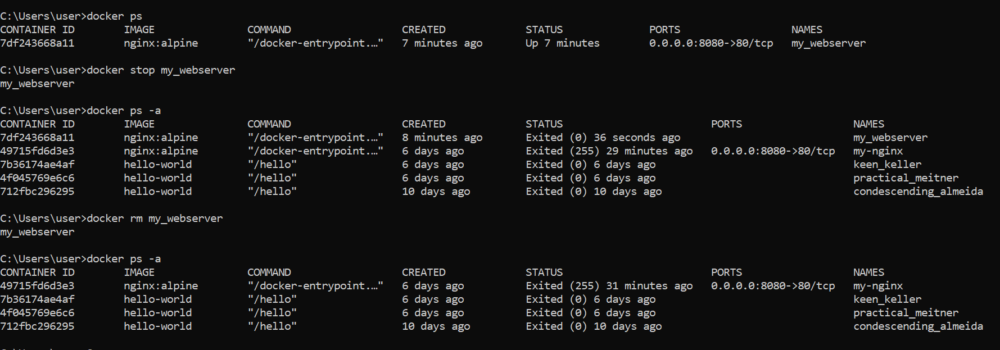 C:\Users\user>docker ps
CONTAINER ID        IMAGE               COMMAND                  CREATED             STATUS              PORTS                  NAMES
7df243668a11        nginx:alpine        "/docker-entrypoint.…"   7 minutes ago       Up 7 minutes        0.0.0.0:8080->80/tcp   my_webserver
C:\Users\user>docker stop my_webserver
my_webserver
C:\Users\user>docker ps -a
CONTAINER ID        IMAGE               COMMAND                  CREATED             STATUS                        PORTS                  NAMES
7df243668a11        nginx:alpine        "/docker-entrypoint.…"   8 minutes ago       Exited (0) 36 seconds ago                            my_webserver
49715fd6d3e3        nginx:alpine        "/docker-entrypoint.…"   6 days ago          Exited (255) 29 minutes ago   0.0.0.0:8080->80/tcp   my-nginx
7b36174ae4af        hello-world         "/hello"                 6 days ago          Exited (0) 6 days ago                                keen_keller
4f045769e6c6        hello-world         "/hello"                 6 days ago          Exited (0) 6 days ago                                practical_meitner
712fbc296295        hello-world         "/hello"                 10 days ago         Exited (0) 10 days ago                               condescending_almeida
C:\Users\user>docker rm my_webserver
my_webserver
C:\Users\user>docker ps -a
CONTAINER ID        IMAGE               COMMAND                  CREATED             STATUS                        PORTS                  NAMES
49715fd6d3e3        nginx:alpine        "/docker-entrypoint.…"   6 days ago          Exited (255) 31 minutes ago   0.0.0.0:8080->80/tcp   my-nginx
7b36174ae4af        hello-world         "/hello"                 6 days ago          Exited (0) 6 days ago                                keen_keller
4f045769e6c6        hello-world         "/hello"                 6 days ago          Exited (0) 6 days ago                                practical_meitner
712fbc296295        hello-world         "/hello"                 10 days ago         Exited (0) 10 days ago                               condescending_almeida